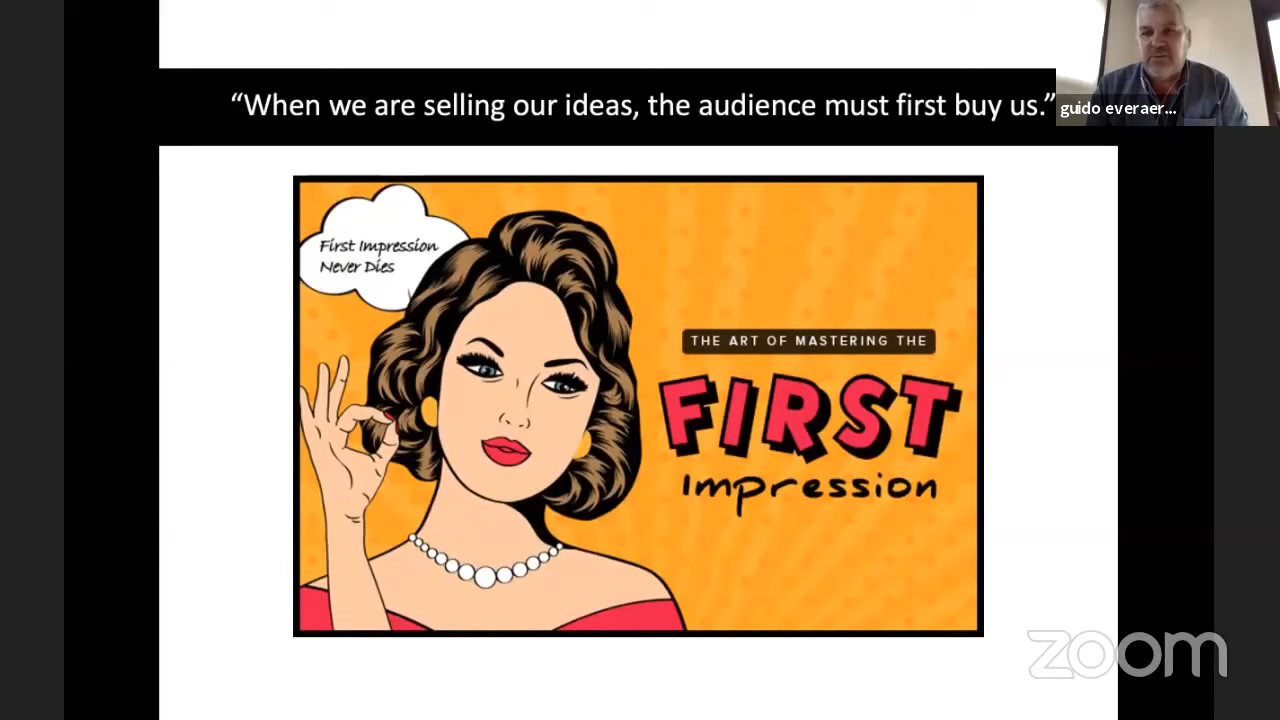 “When we are selling our ideas, the audience must first buy us.”
guido everaer...
First Impression
Never Dies
THE ART OF MASTERING THE
FIRST
Impression
zoom